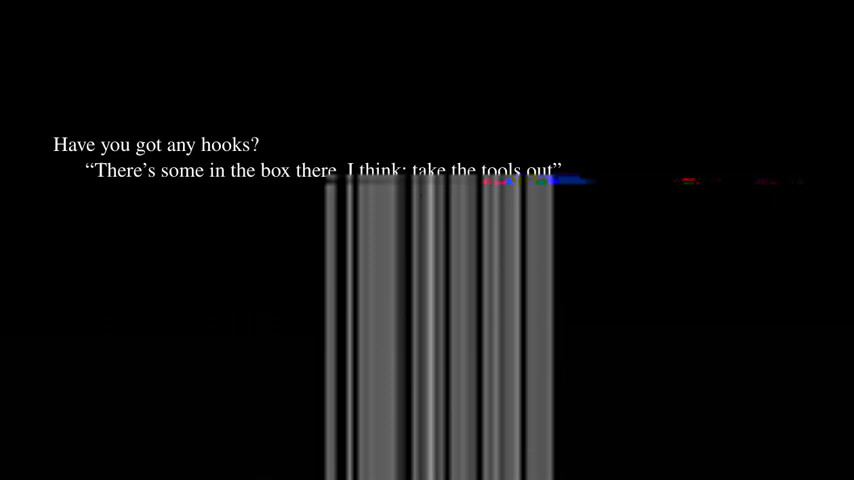 Have you got any hooks?
“There’s some in the box there, I think; take the tools out”